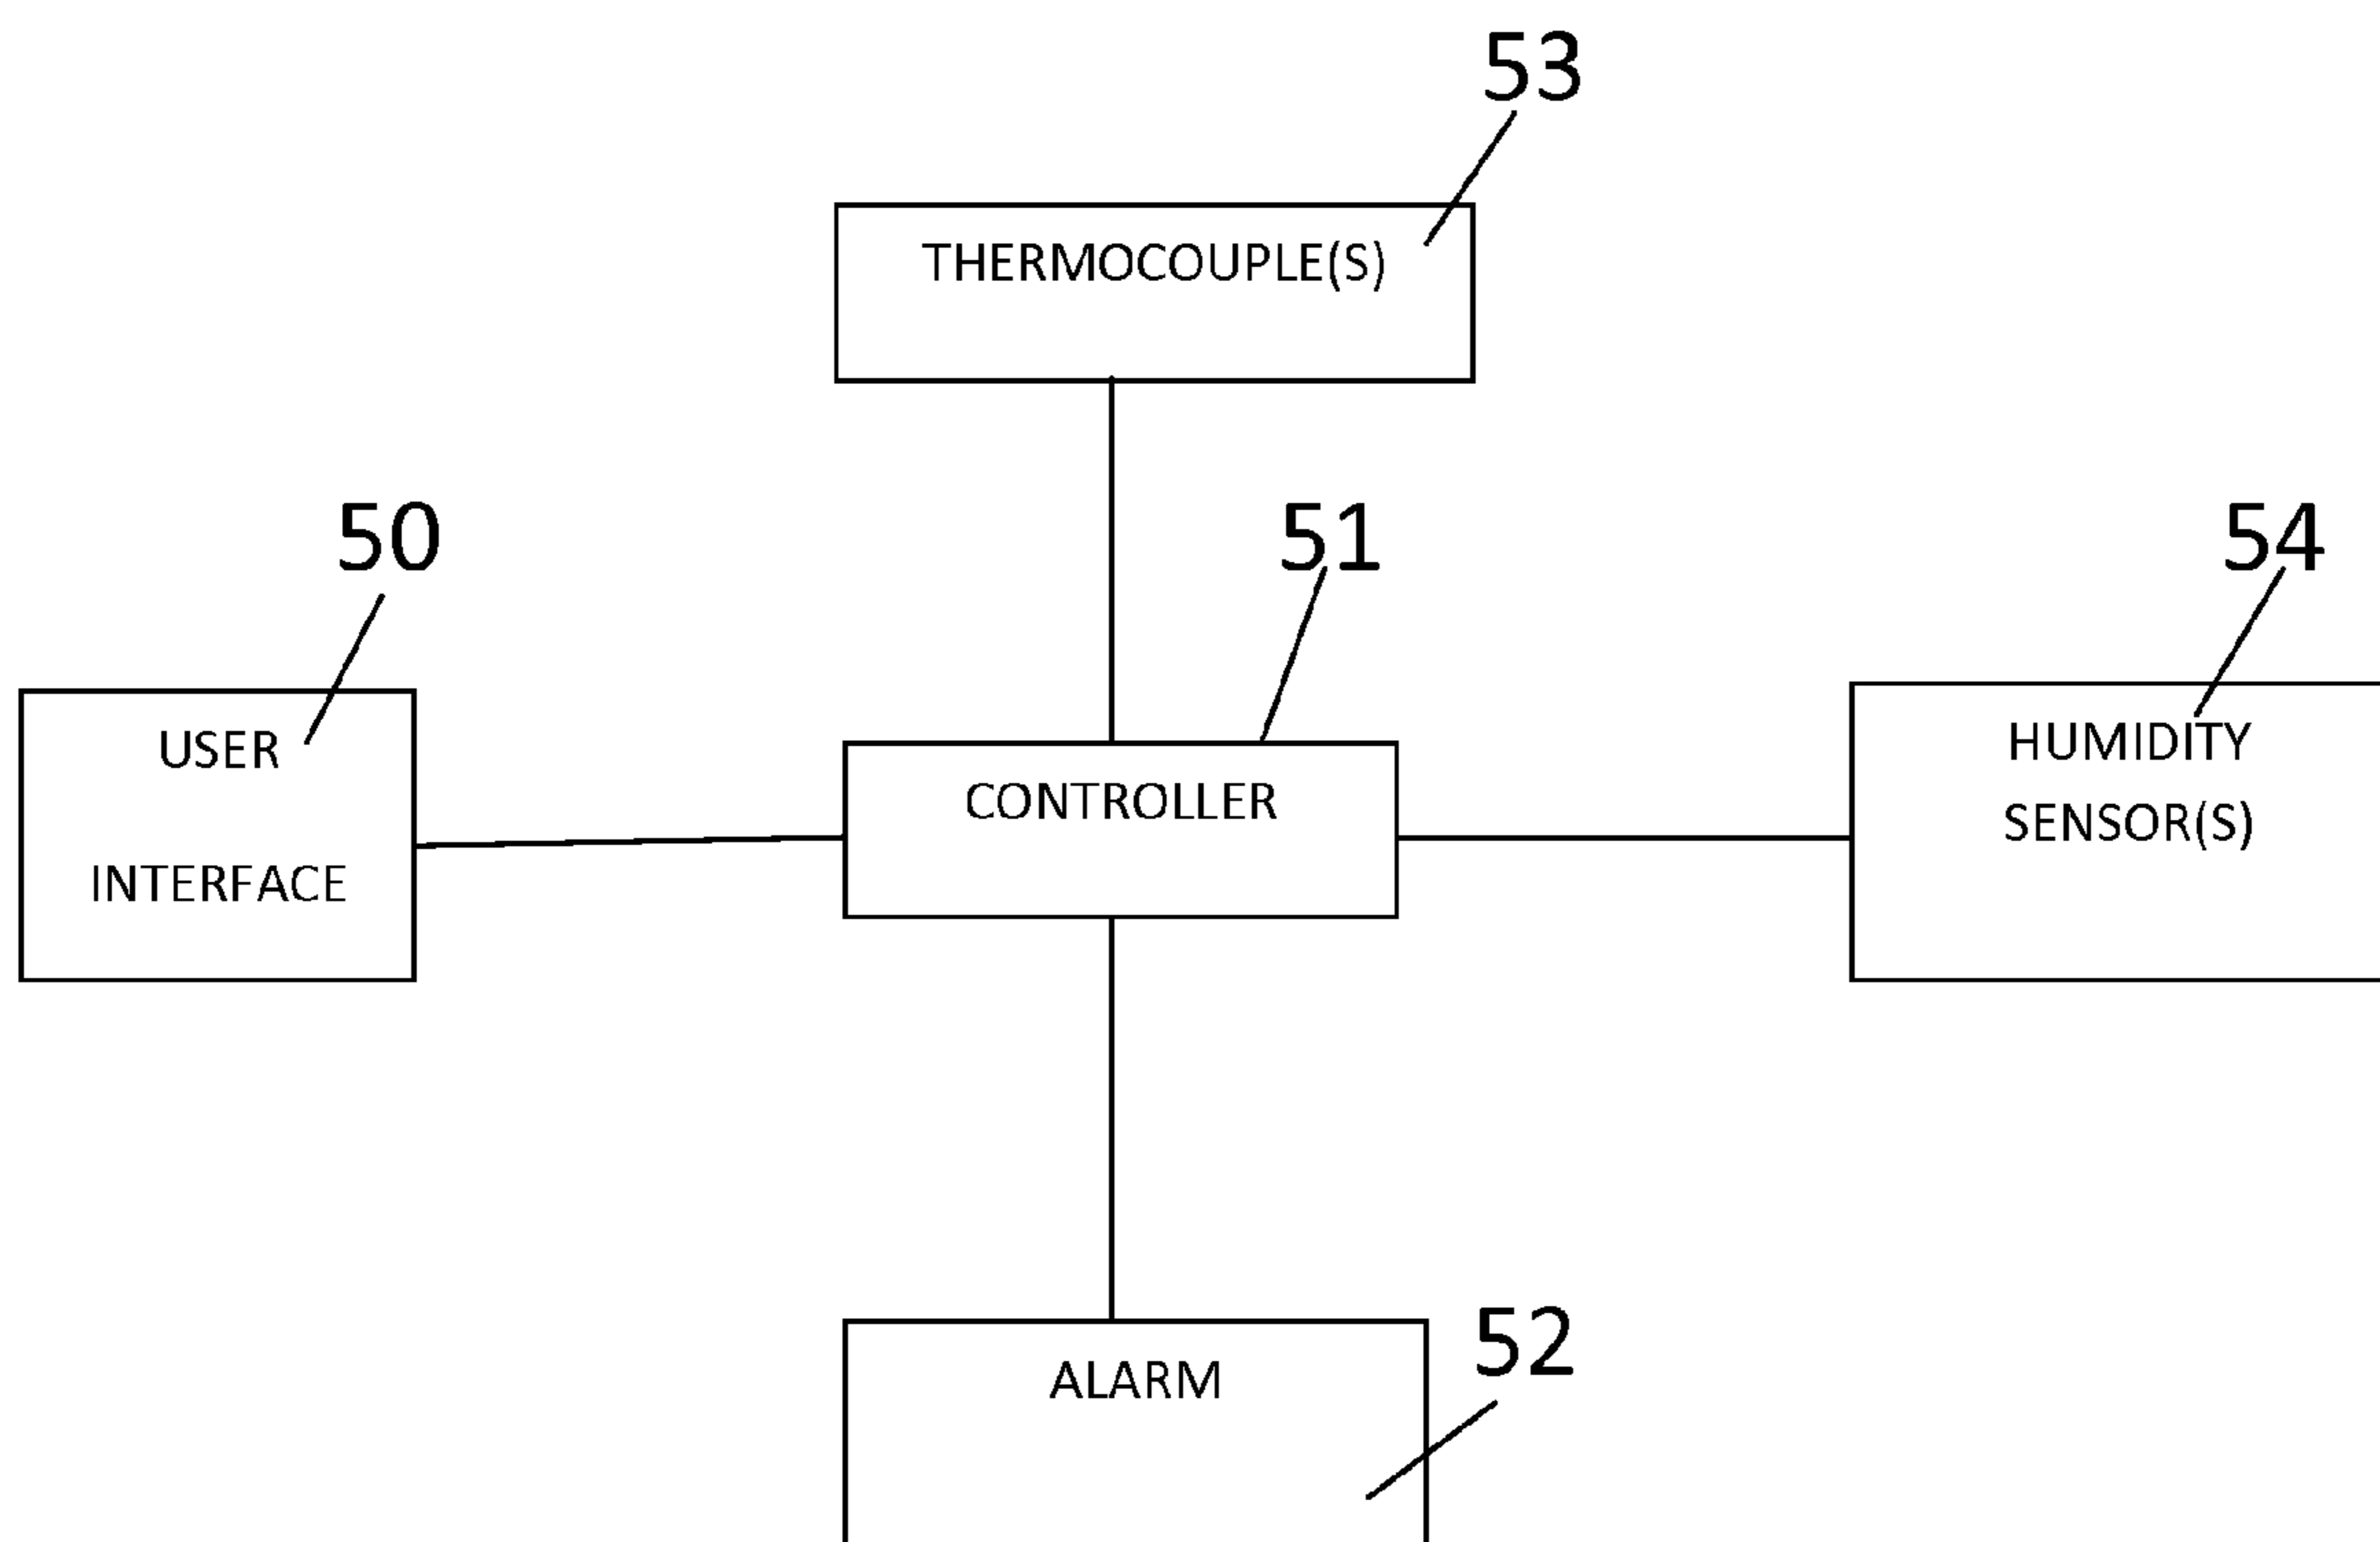 53
THERMOCOUPLE(S)
50
51
54
USER
INTERFACE
CONTROLLER
HUMIDITY
SENSOR(S)
52
ALARM